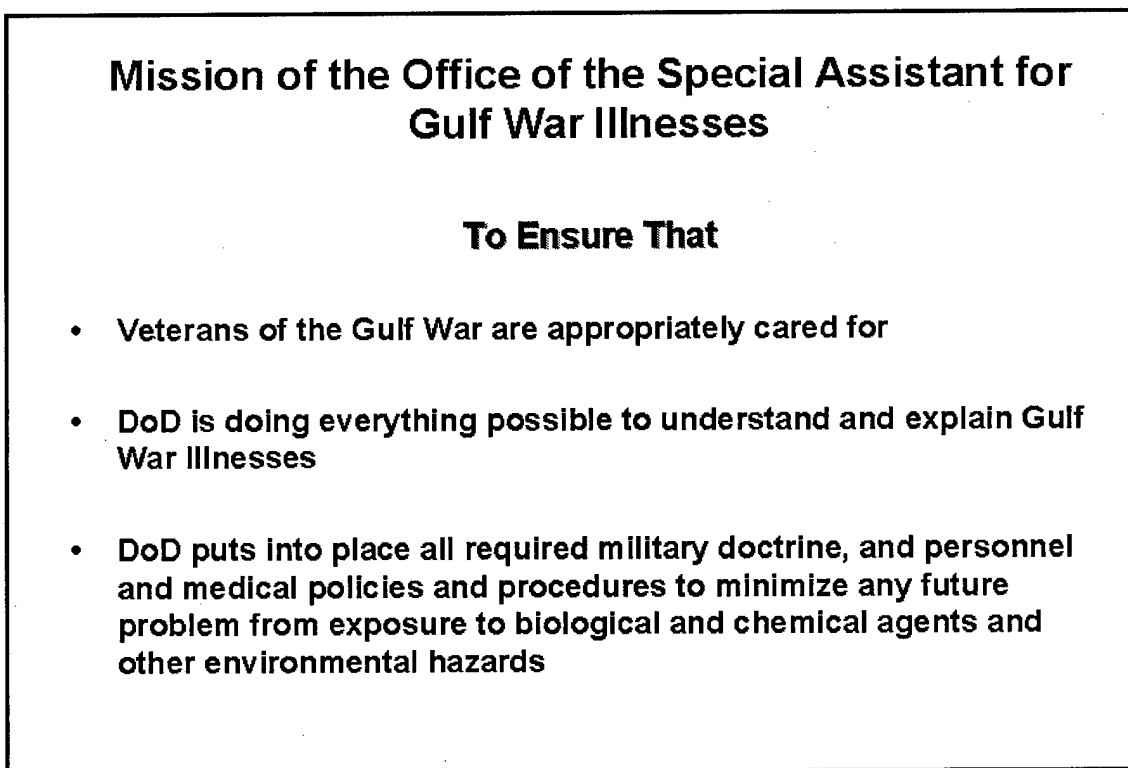 Mission of the Office of the Special Assistant for
Gulf War Illnesses
To Ensure That
• Veterans of the Gulf War are appropriately cared for
• DoD is doing everything possible to understand and explain Gulf
War Illnesses
• DoD puts into place all required military doctrine, and personnel
and medical policies and procedures to minimize any future
problem from exposure to biological and chemical agents and
other environmental hazards